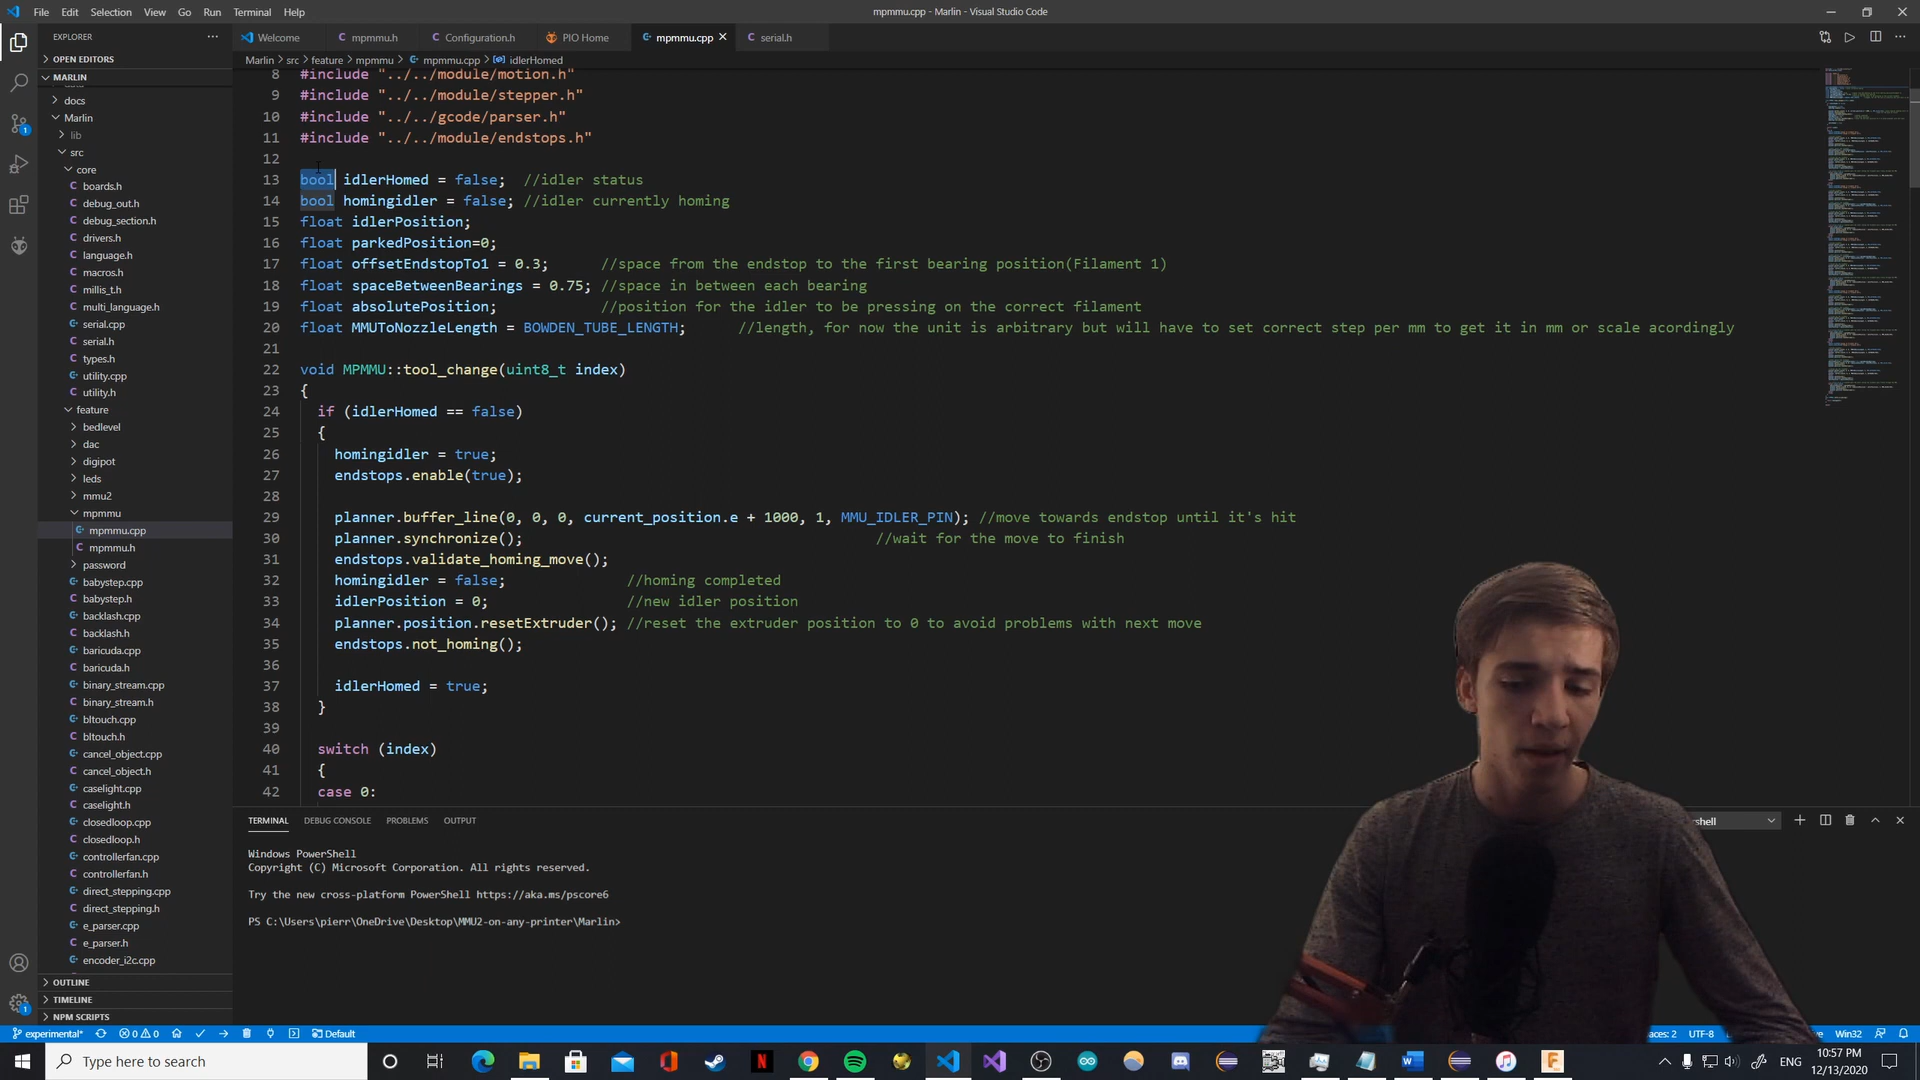 File Edit Selection View Go Run Terminal Help
mpmmu.cpp - Marlin - Visual Studio Code
EXPLORER
OPEN EDITORS
MARLIN
docs
Marlin
lib
src
core
boards.h
debug_out.h
debug_section.h
drivers.h
language.h
macros.h
millis_t.h
multi_language.h
serial.cpp
serial.h
types.h
utility.cpp
utility.h
feature
bedlevel
dac
digipot
leds
mmu2
mpmmu
mpmmu.cpp
mpmmu.h
password
babystep.cpp
babystep.h
backlash.cpp
backlash.h
baricuda.cpp
baricuda.h
binary_stream.cpp
binary_stream.h
bltouch.cpp
bltouch.h
cancel_object.cpp
cancel_object.h
caselight.cpp
caselight.h
closedloop.cpp
closedloop.h
controllerfan.cpp
controllerfan.h
direct_stepping.cpp
direct_stepping.h
e_parser.cpp
e_parser.h
encoder_i2c.cpp
OUTLINE
TIMELINE
NPM SCRIPTS
Welcome mpmmu.h Configuration.h PIO Home mpmmu.cpp serial.h
Marlin > src > feature > mpmmu > mpmmu.cpp > idlerHomed
8 #include "../../module/motion.h"
9 #include "../../module/stepper.h"
10 #include "../../gcode/parser.h"
11 #include "../../module/endstops.h"
12
13 bool idlerHomed = false; //idler status
14 bool homingidler = false; //idler currently homing
15 float idlerPosition;
16 float parkedPosition=0;
17 float offsetEndstopTo1 = 0.3; //space from the endstop to the first bearing position(Filament 1)
18 float spaceBetweenBearings = 0.75; //space in between each bearing
19 float absolutePosition; //position for the idler to be pressing on the correct filament
20 float MMUToNozzleLength = BOWDEN_TUBE_LENGTH; //length, for now the unit is arbitrary but will have to set correct step per mm to get it in mm or scale acordingly
21
22 void MPMMU::tool_change(uint8_t index)
23 {
24 if (idlerHomed == false)
25 {
26 homingidler = true;
27 endstops.enable(true);
28
29 planner.buffer_line(0, 0, 0, current_position.e + 1000, 1, MMU_IDLER_PIN); //move towards endstop until it's hit
30 planner.synchronize(); //wait for the move to finish
31 endstops.validate_homing_move();
32 homingidler = false; //homing completed
33 idlerPosition = 0; //new idler position
34 planner.position.resetExtruder(); //reset the extruder position to 0 to avoid problems with next move
35 endstops.not_homing();
36
37 idlerHomed = true;
38 }
39
40 switch (index)
41 {
42 case 0:
TERMINAL DEBUG CONSOLE PROBLEMS OUTPUT
shell
Windows PowerShell
Copyright (C) Microsoft Corporation. All rights reserved.
Try the new cross-platform PowerShell https://aka.ms/pscore6
PS C:\Users\pierr\OneDrive\Desktop\MMU2-on-any-printer\Marlin>
experimental* 0 0 Default
aces: 2 UTF-8 Win32
Type here to search
ENG
10:57 PM
12/13/2020